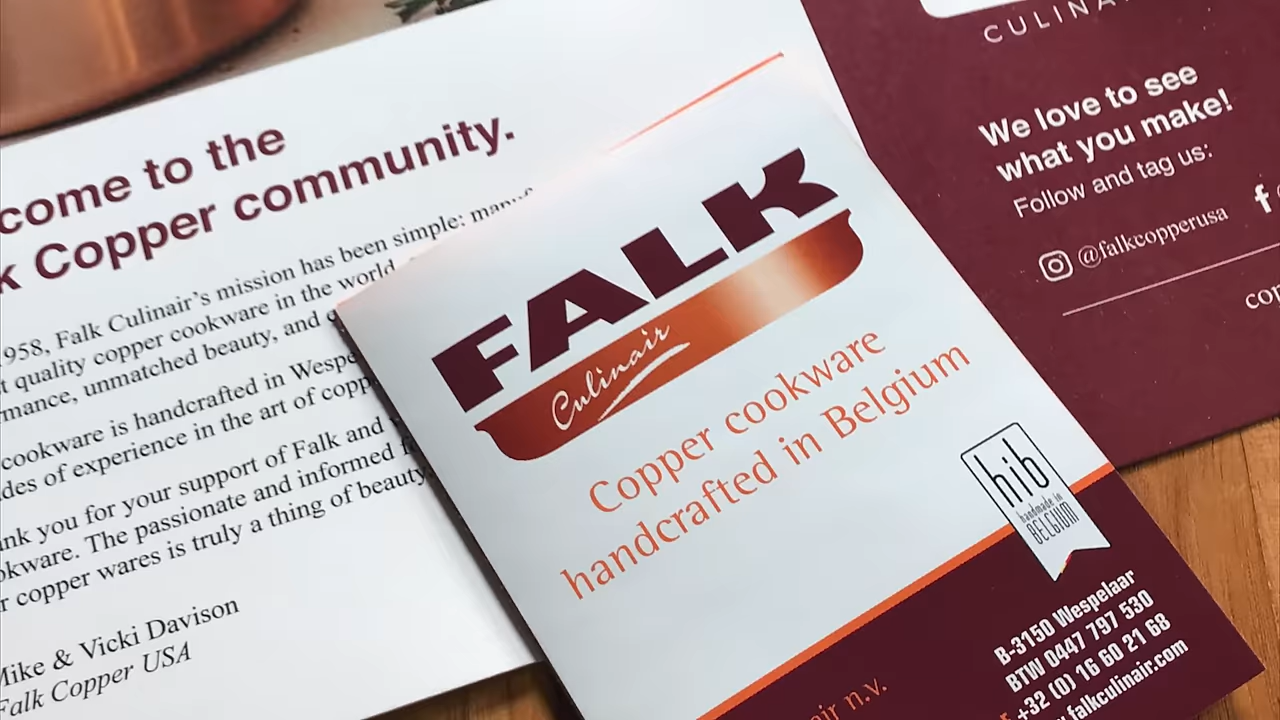 come to the
k Copper community.
958, Falk Culinair's mission has been simple:
t quality copper cookware in the world,
mance, unmatched beauty, and
cookware is handcrafted in Wespe
des of experience in the art of copp
nk you for your support of Falk and
okware. The passionate and informed
r copper wares is truly a thing of beauty
Mike & Vicki Davison
Falk Copper USA
FALK
Culinair
Copper cookware
handcrafted in Belgium
hib
handmade in
BELGIUM
B-3150 Wespelaar
BTW 0447 797 530
+32 (0) 16 60 21 68
falkculinair.com
air n.v.
CULINA
We love to see
what you make!
Follow and tag us:
@falkcopperusa